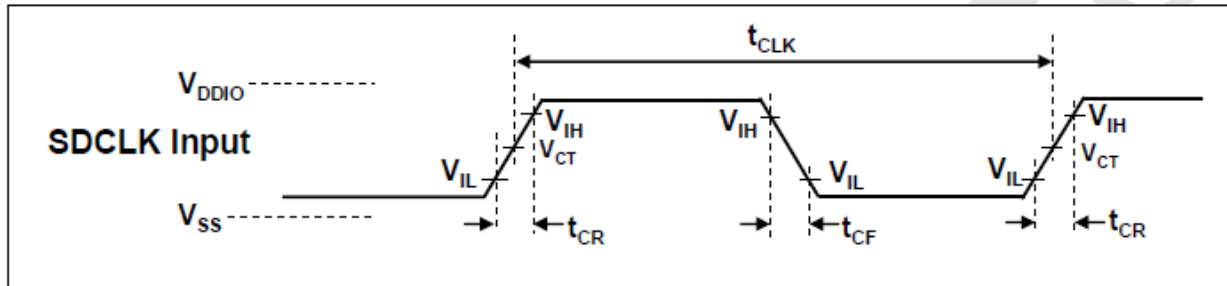 tCLK
VDDIO
SDCLK Input
VIH VIH VIH
VCT VCT
VIL VIL VIL
VSS
tCR tCF tCR